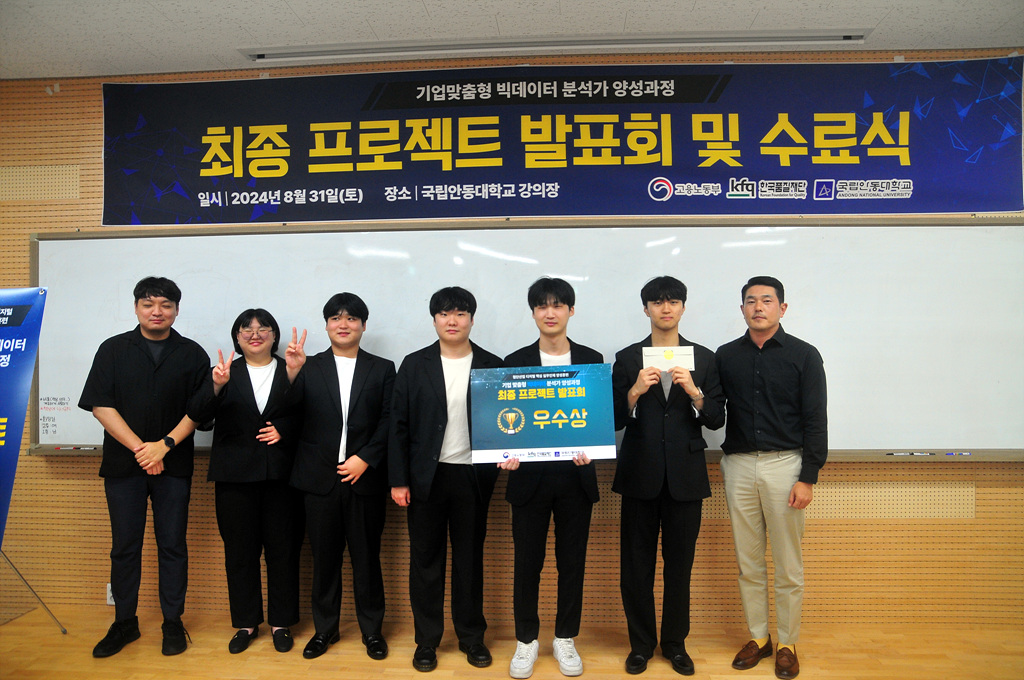 기업맞춤형 빅데이터 분석가 양성과정
최종 프로젝트 발표회 및 수료식
일시 | 2024년 8월 31일(토) 장소 | 국립안동대학교 강의장
고용노동부 kfq 한국품질재단 Korean Foundation for Quality 국립안동대학교 ANDONG NATIONAL UNIVERSITY
기업 맞춤형 분석가 양성과정
최종 프로젝트 발표회
우수상